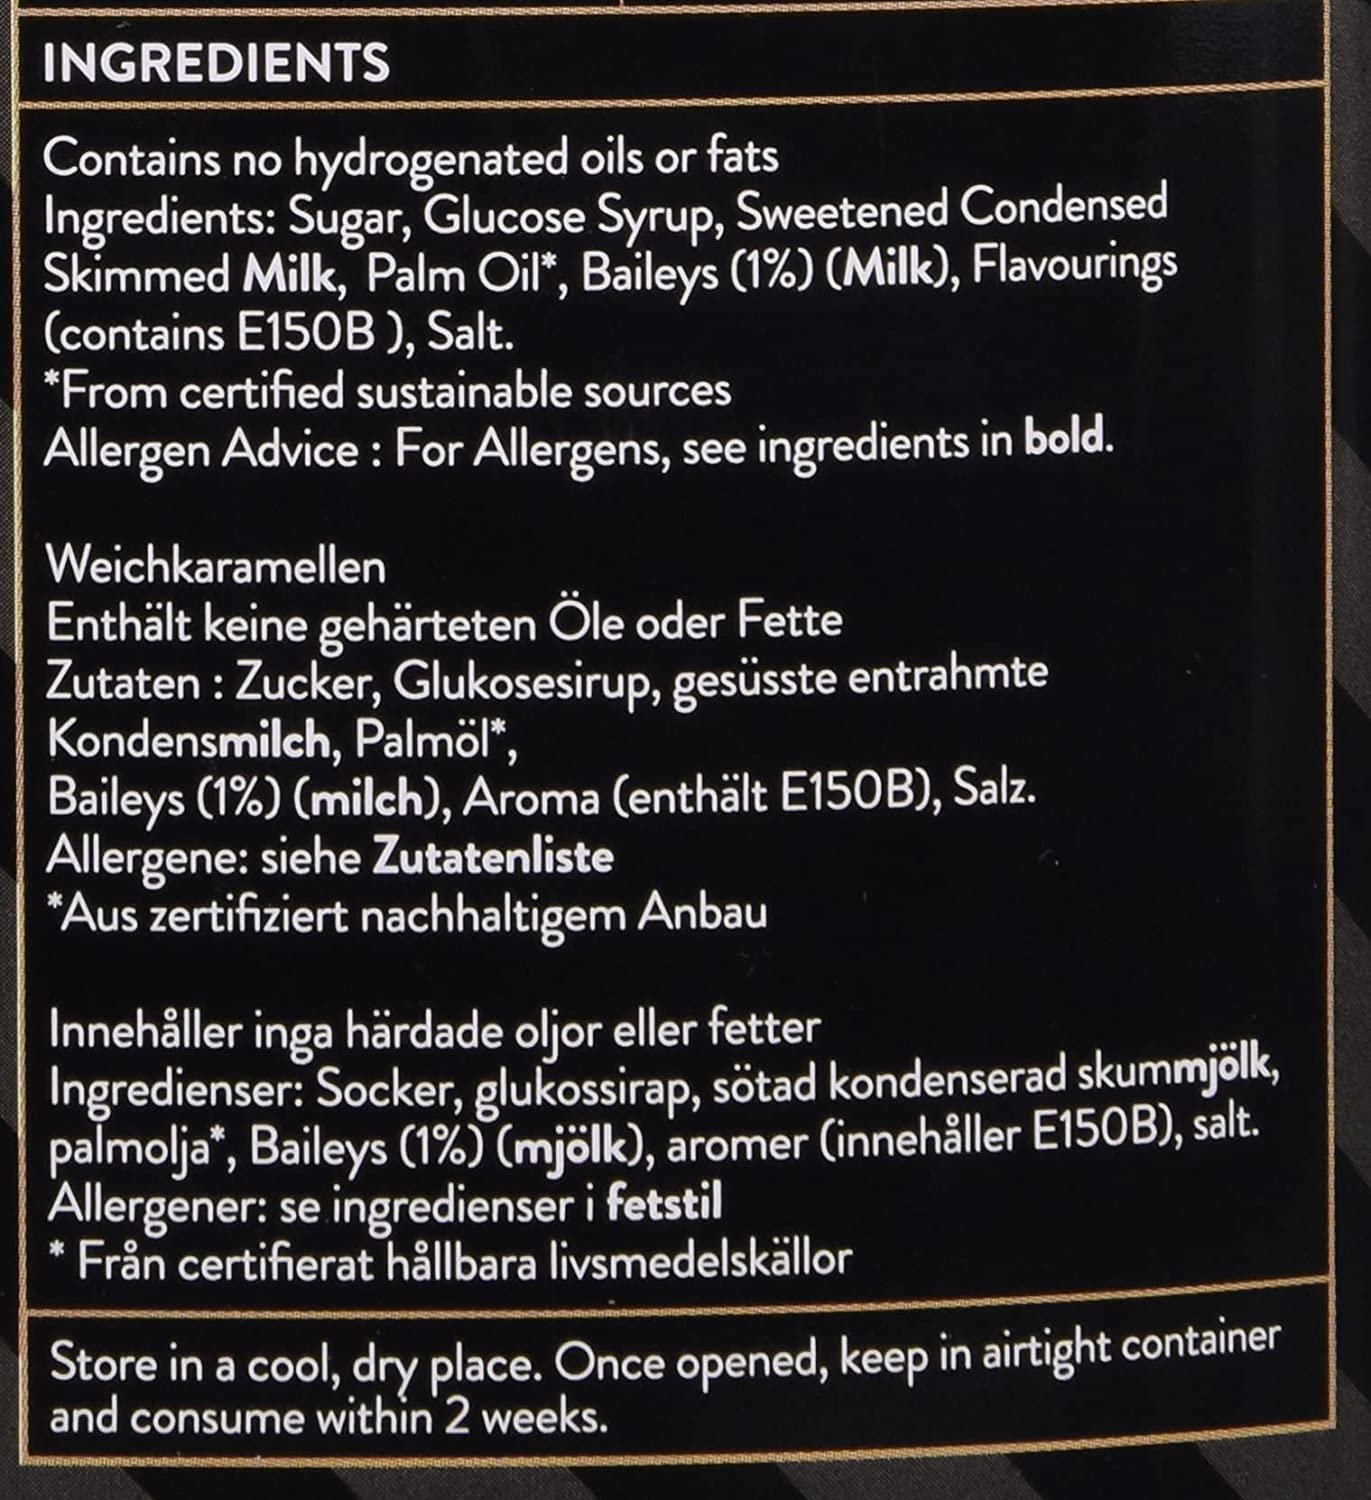 INGREDIENTS
Contains no hydrogenated oils or fats
Ingredients: Sugar, Glucose Syrup, Sweetened Condensed
Skimmed Milk, Palm Oil*, Baileys (1%) (Milk), Flavourings
(contains E150B ), Salt.
*From certified sustainable sources
Allergen Advice : For Allergens, see ingredients in bold.
Weichkaramellen
Enthält keine gehärteten Öle oder Fette
Zutaten : Zucker, Glukosesirup, gesüsste entrahmte
Kondensmilch, Palmöl*,
Baileys (1%) (milch), Aroma (enthält E150B), Salz.
Allergene: siehe Zutatenliste
*Aus zertifiziert nachhaltigem Anbau
Innehåller inga härdade oljor eller fetter
Ingredienser: Socker, glukossirap, sötad kondenserad skummjölk,
palmolja*, Baileys (1%) (mjölk), aromer (innehåller E150B), salt.
Allergener: se ingredienser i fetstil
* Från certifierat hållbara livsmedelskällor
Store in a cool, dry place. Once opened, keep in airtight container
and consume within 2 weeks.